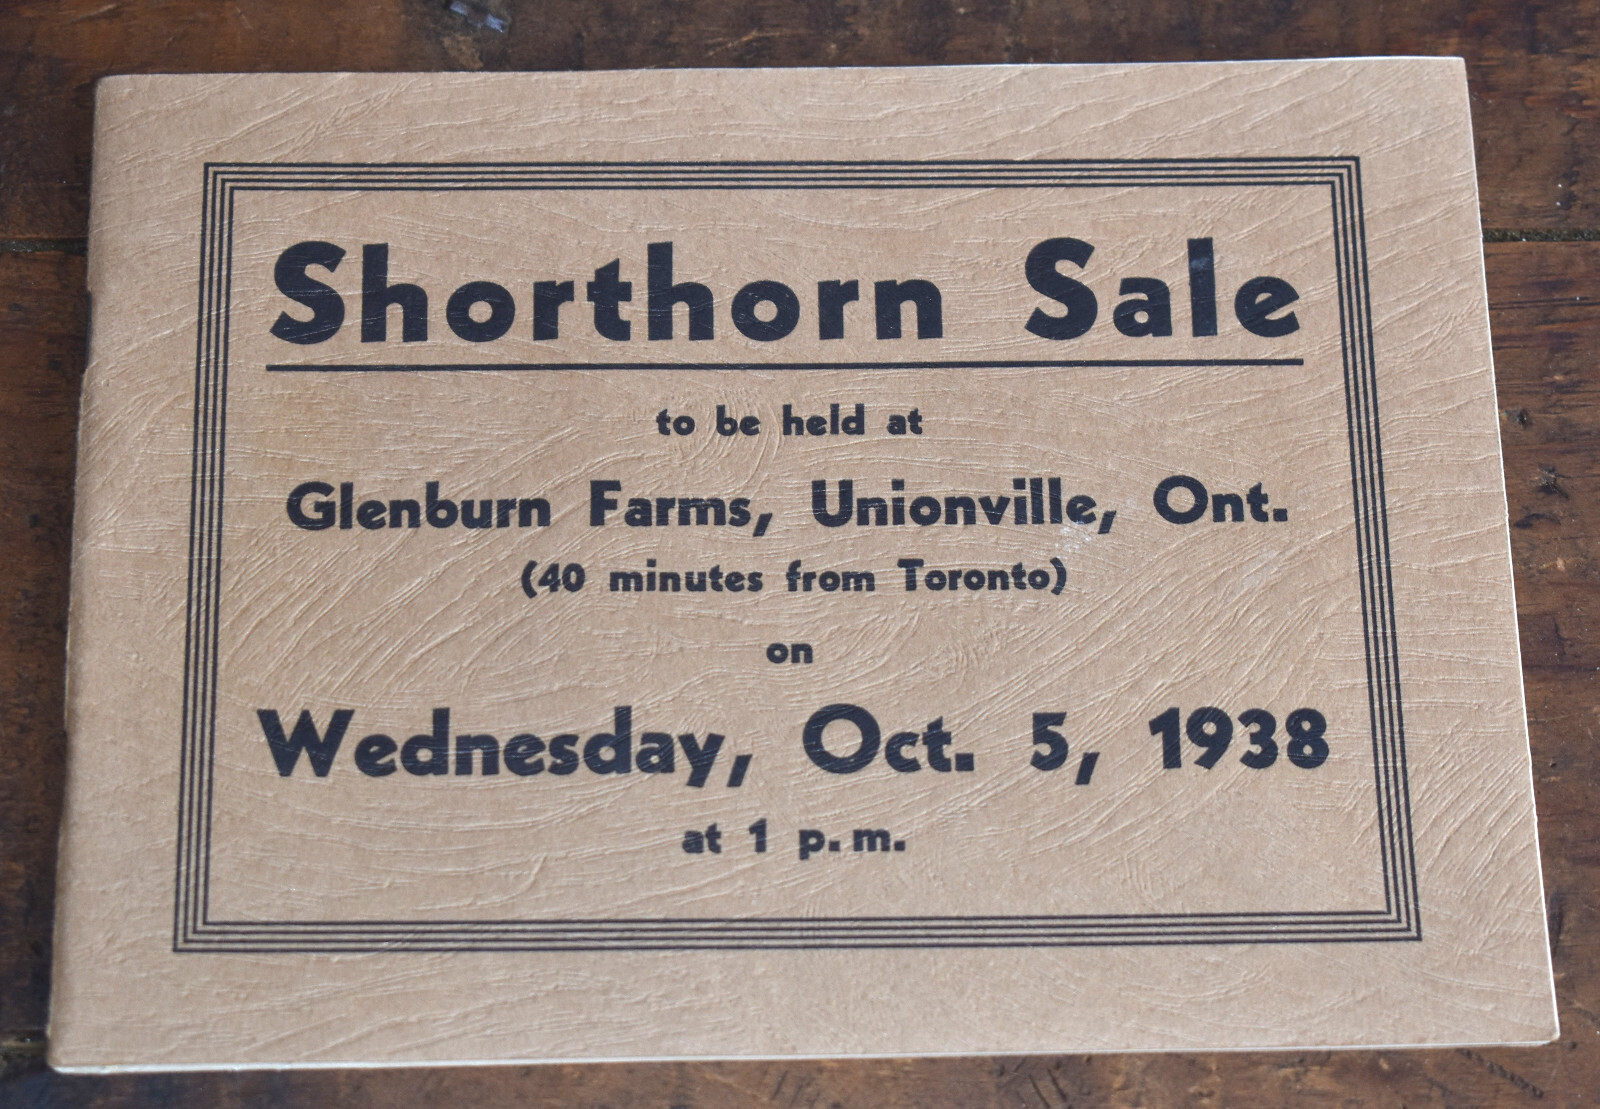 Shorthorn Sale
to be held at
Glenburn Farms, Unionville, Ont.
(40 minutes from Toronto)
on
Wednesday, Oct. 5, 1938
at 1 p.m.